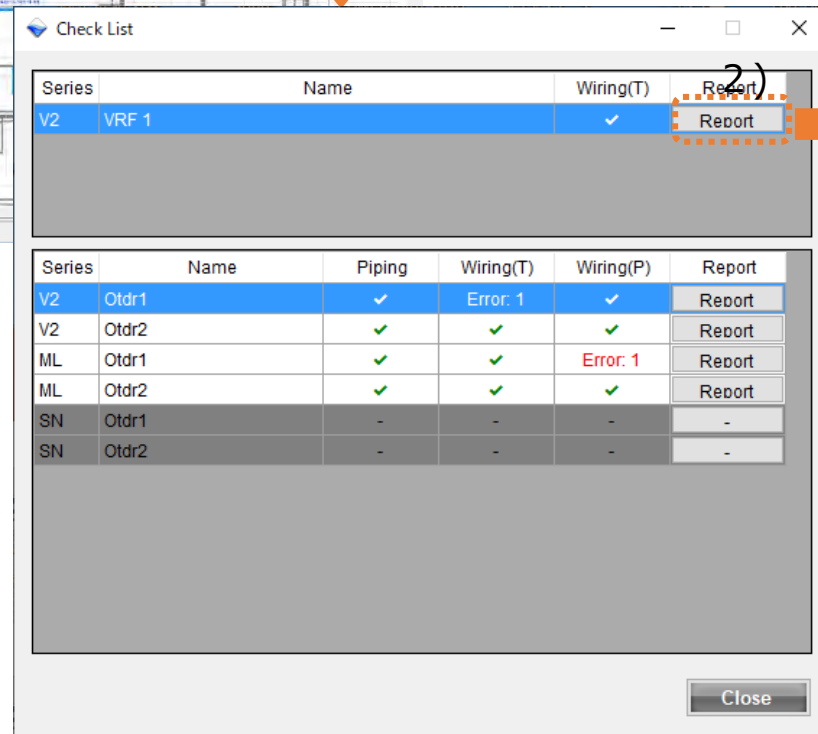 Check List
2)
Series Name Wiring(T) Report
V2 VRF 1 ✓ Report
Series Name Piping Wiring(T) Wiring(P) Report
V2 Otdr1 ✓ Error: 1 ✓ Report
V2 Otdr2 ✓ ✓ ✓ Report
ML Otdr1 ✓ ✓ Error: 1 Report
ML Otdr2 ✓ ✓ ✓ Report
SN Otdr1 - - - -
SN Otdr2 - - - -
Close